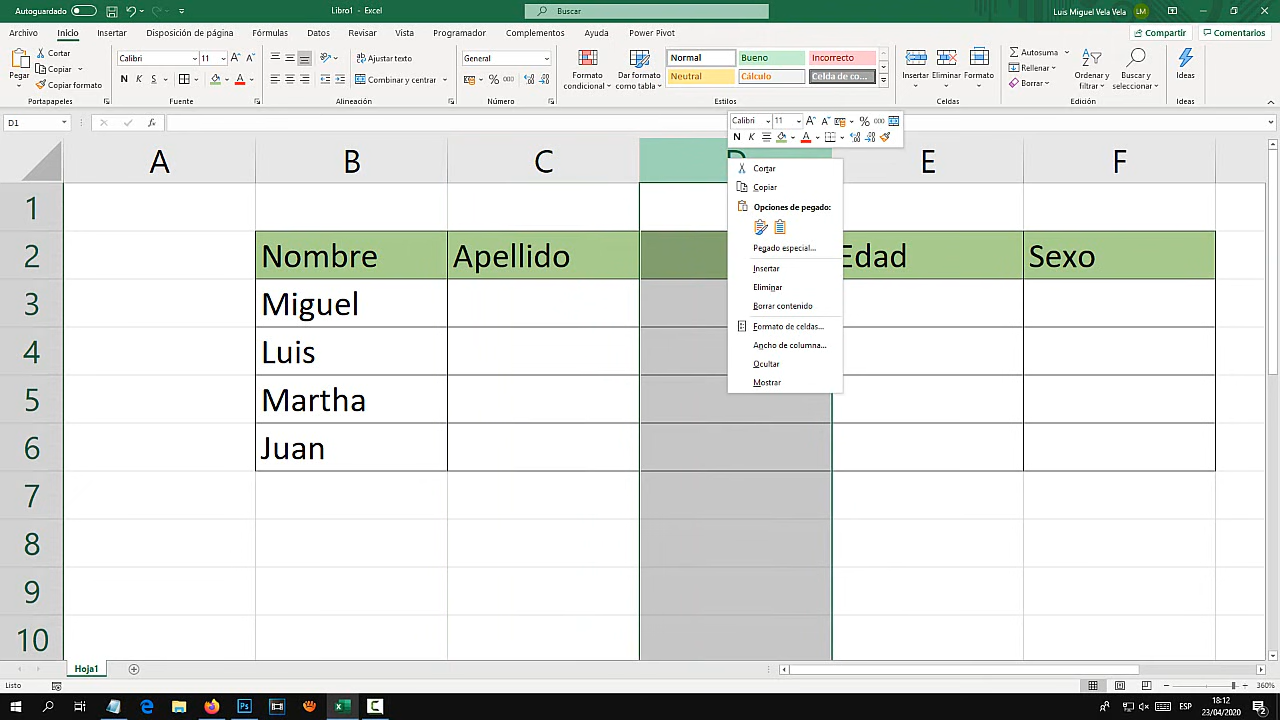 Autoguardado
Libro1 - Excel
Buscar
Luis Miguel Vela Vela
LM
Archivo
Inicio
Insertar
Disposición de página
Fórmulas
Datos
Revisar
Vista
Programador
Complementos
Ayuda
Power Pivot
Compartir
Comentarios
Pegar
Cortar
Copiar
Copiar formato
Portapapeles
Calibri
11
N K S
Fuente
Ajustar texto
Combinar y centrar
Alineación
General
% 000
Número
Formato condicional
Dar formato como tabla
Normal
Bueno
Incorrecto
Neutral
Cálculo
Celda de co...
Estilos
Insertar
Eliminar
Formato
Celdas
Autosuma
Rellenar
Borrar
Ordenar y filtrar
Buscar y seleccionar
Edición
Ideas
Ideas
D1
fx
Calibri
11
% 000
N K
A
B
C
D
E
F
Cortar
Copiar
Opciones de pegado:
Pegado especial...
Insertar
Eliminar
Borrar contenido
Formato de celdas...
Ancho de columna...
Ocultar
Mostrar
1
2
Nombre
Apellido
Edad
Sexo
3
Miguel
4
Luis
5
Martha
6
Juan
7
8
9
10
Hoja1
Listo
360%
ESP
18:12
23/04/2020
2